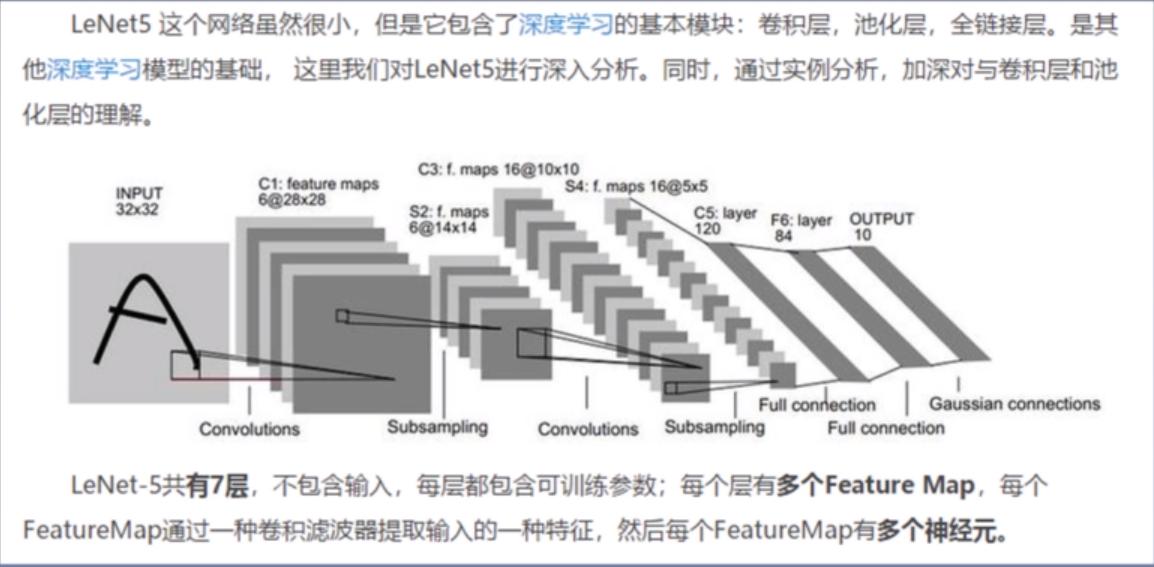 LeNet5 这个网络虽然很小，但是它包含了深度学习的基本模块：卷积层，池化层，全链接层。是其
他深度学习模型的基础， 这里我们对LeNet5进行深入分析。同时，通过实例分析，加深对与卷积层和池
化层的理解。
C3: f. maps 16@10x10
INPUT
32x32
C1: feature maps
6@28x28
S4: f. maps 16@5x5
S2: f. maps
6@14x14
C5: layer
120
F6: layer
84
OUTPUT
10
Convolutions
Subsampling
Convolutions
Subsampling
Full connection
Full connection
Gaussian connections
LeNet-5共有7层，不包含输入，每层都包含可训练参数；每个层有多个Feature Map，每个
FeatureMap通过一种卷积滤波器提取输入的一种特征，然后每个FeatureMap有多个神经元。